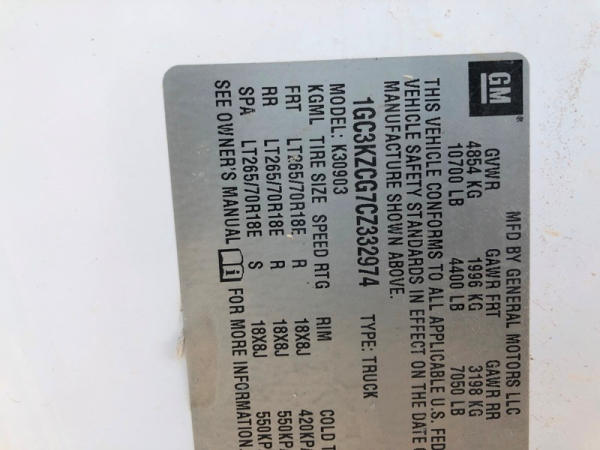 GM
MFD BY GENERAL MOTORS LLC
GVWR GAWR FRT GAWR RR
4854 KG 1996 KG 3198 KG
10700 LB 4400 LB 7050 LB
THIS VEHICLE CONFORMS TO ALL APPLICABLE U.S. FED
VEHICLE SAFETY STANDARDS IN EFFECT ON THE DATE
MANUFACTURE SHOWN ABOVE.
1GC3KZCG7CZ332974 TYPE: TRUCK
MODEL: K30903
KGML TIRE SIZE SPEED RTG RIM COLD T
FRT LT265/70R18E R 18X8J 420KP
RR LT265/70R18E R 18X8J 550KP
SPA LT265/70R18E S 18X8J 550KP
SEE OWNER'S MANUAL FOR MORE INFORMATION.